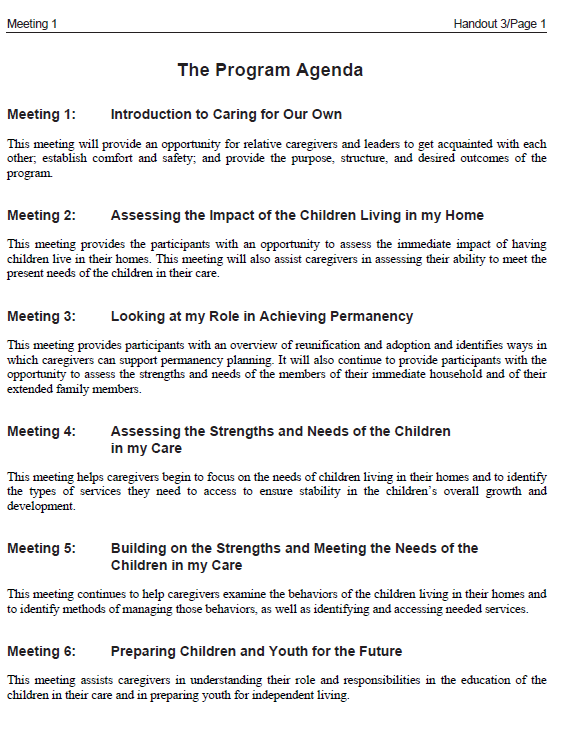 Meeting 1 Handout 3/Page 1
The Program Agenda
Meeting 1: Introduction to Caring for Our Own
This meeting will provide an opportunity for relative caregivers and leaders to get acquainted with each
other; establish comfort and safety; and provide the purpose, structure, and desired outcomes of the
program.
Meeting 2: Assessing the Impact of the Children Living in my Home
This meeting provides the participants with an opportunity to assess the immediate impact of having
children live in their homes. This meeting will also assist caregivers in assessing their ability to meet the
present needs of the children in their care.
Meeting 3: Looking at my Role in Achieving Permanency
This meeting provides participants with an overview of reunification and adoption and identifies ways in
which caregivers can support permanency planning. It will also continue to provide participants with the
opportunity to assess the strengths and needs of the members of their immediate household and of their
extended family members.
Meeting 4: Assessing the Strengths and Needs of the Children
in my Care
This meeting helps caregivers begin to focus on the needs of children living in their homes and to identify
the types of services they need to access to ensure stability in the children's overall growth and
development.
Meeting 5: Building on the Strengths and Meeting the Needs of the
Children in my Care
This meeting continues to help caregivers examine the behaviors of the children living in their homes and
to identify methods of managing those behaviors, as well as identifying and accessing needed services.
Meeting 6: Preparing Children and Youth for the Future
This meeting assists caregivers in understanding their role and responsibilities in the education of the
children in their care and in preparing youth for independent living.